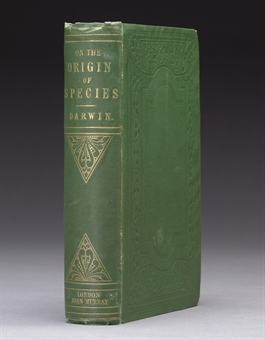 ON THE
ORIGIN
OF
SPECIES
DARWIN.
LONDON
JOHN MURRAY